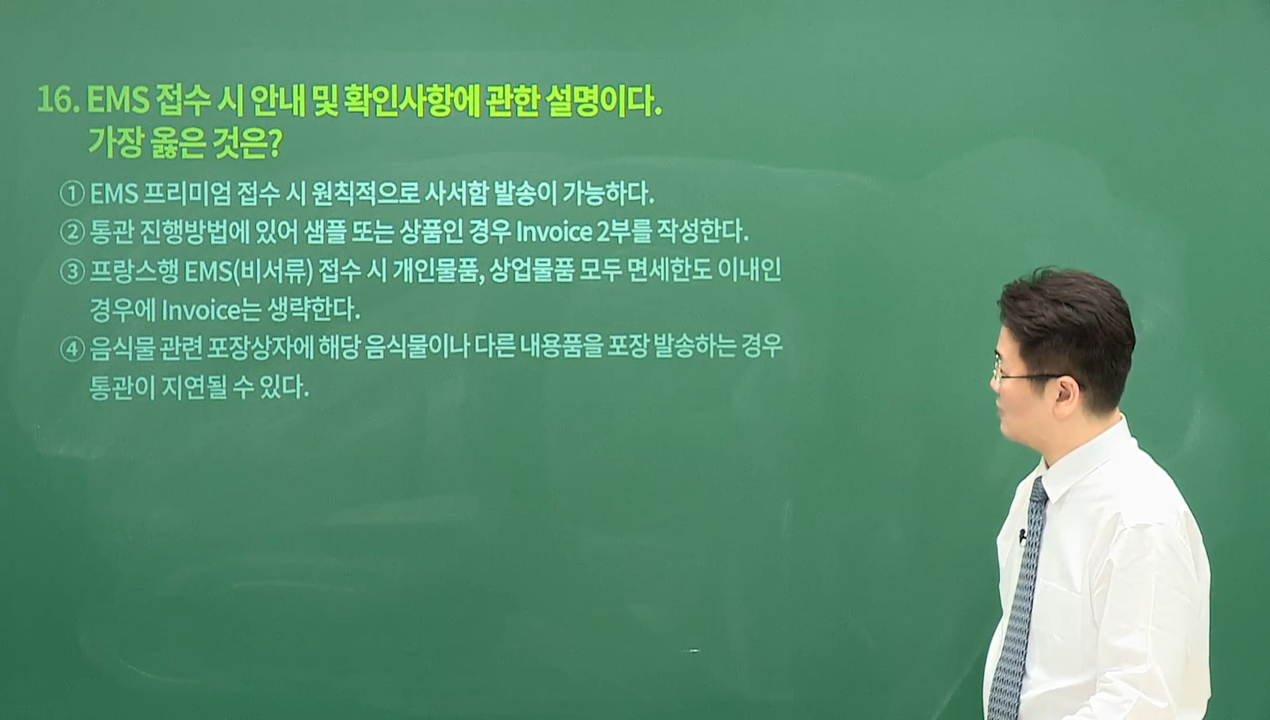 16. EMS 접수 시 안내 및 확인사항에 관한 설명이다.
가장 옳은 것은?
① EMS 프리미엄 접수 시 원칙적으로 사서함 발송이 가능하다.
② 통관 진행방법에 있어 샘플 또는 상품인 경우 Invoice 2부를 작성한다.
③ 프랑스행 EMS(비서류) 접수 시 개인물품, 상업물품 모두 면세한도 이내인
경우에 Invoice는 생략한다.
④ 음식물 관련 포장상자에 해당 음식물이나 다른 내용품을 포장 발송하는 경우
통관이 지연될 수 있다.